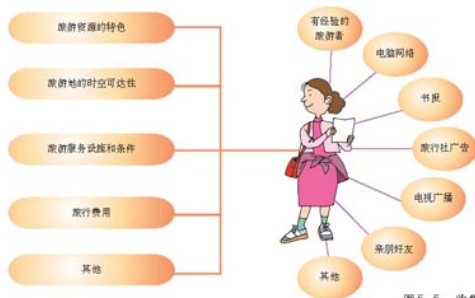 旅游资源的特色
旅游地的时空可达性
旅游服务设施和条件
旅行费用
其他
有经验的
旅游者
电脑网络
书报
旅行社广告
电视广播
亲朋好友
其他
图5-5